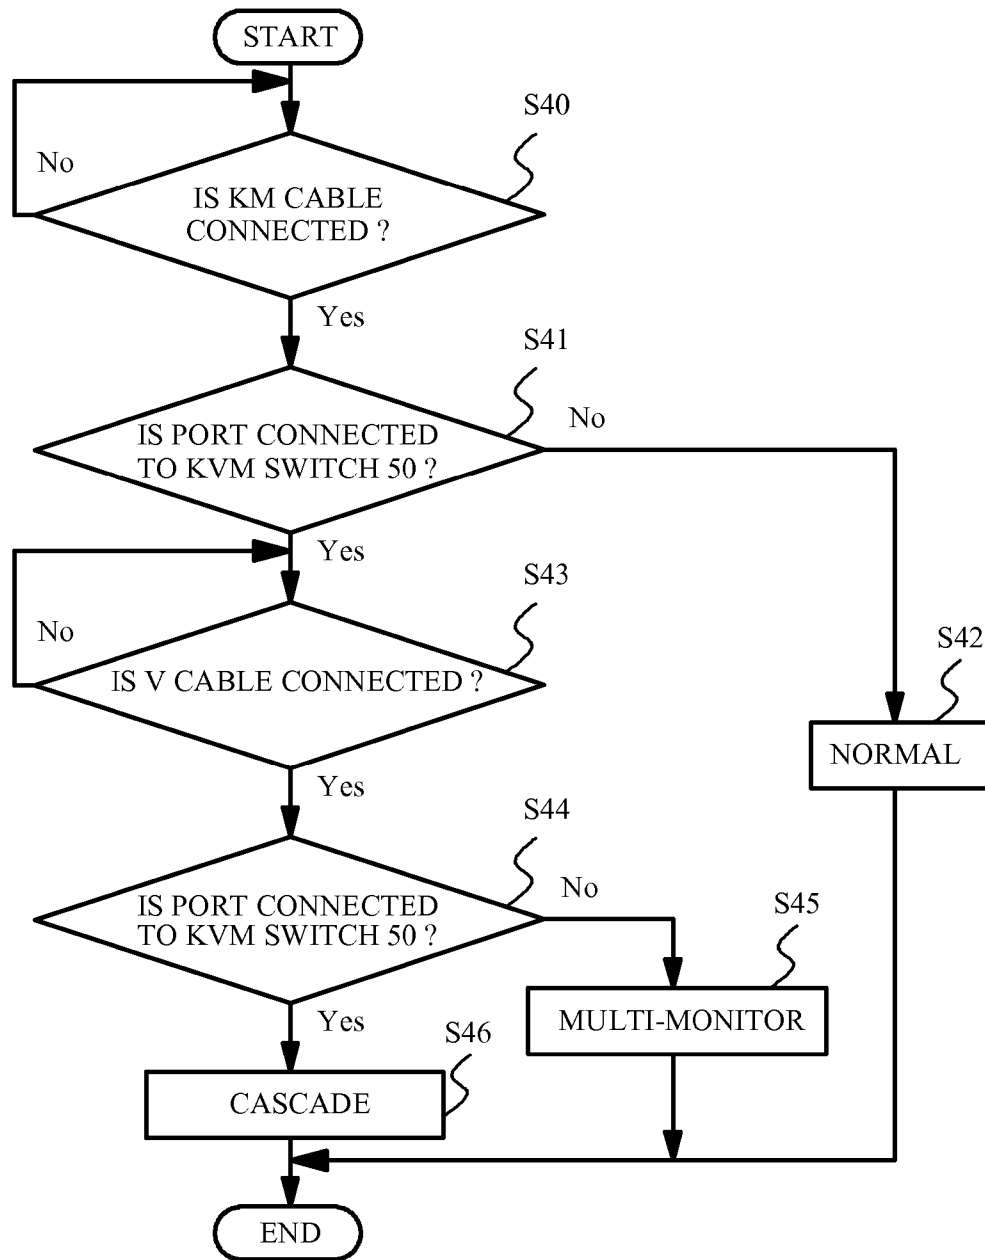 START
S40
No
IS KM CABLE
CONNECTED ?
Yes
S41
No
IS PORT CONNECTED
TO KVM SWITCH 50 ?
Yes
S43
No
IS V CABLE CONNECTED ?
S42
NORMAL
Yes
S44
No
IS PORT CONNECTED
TO KVM SWITCH 50 ?
S45
MULTI-MONITOR
Yes
S46
CASCADE
END